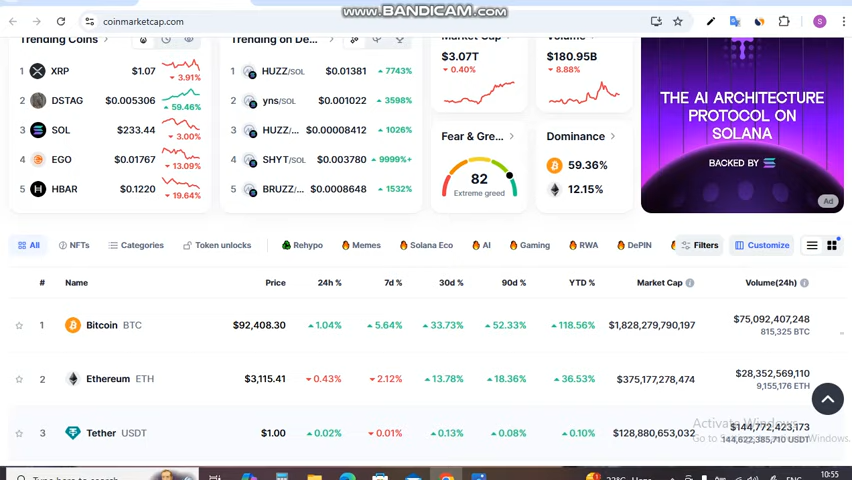 www.BANDICAM.com
coinmarketcap.com
S
Trending Coins
1 XRP $1.07 3.91%
2 DSTAG $0.005306 59.46%
3 SOL $233.44 3.00%
4 EGO $0.01767 13.09%
5 HBAR $0.1220 19.64%
Trending on De...
1 HUZZ/SOL $0.01381 7743%
2 yns/SOL $0.001022 3598%
3 HUZZ/... $0.00008412 1026%
4 SHYT/SOL $0.003780 9999%+
5 BRUZZ/... $0.0008648 1532%
Market Cap
$3.07T
0.40%
Volume
$180.95B
8.88%
Fear & Gre...
82
Extreme greed
Dominance
59.36%
12.15%
THE AI ARCHITECTURE
PROTOCOL ON
SOLANA
BACKED BY
Ad
All NFTs Categories Token unlocks Rehypo Memes Solana Eco AI Gaming RWA DePIN Filters Customize
# Name Price 24h % 7d % 30d % 90d % YTD % Market Cap Volume(24h)
1 Bitcoin BTC $92,408.30 1.04% 5.64% 33.73% 52.33% 118.56% $1,828,279,790,197 $75,092,407,248
815,325 BTC
2 Ethereum ETH $3,115.41 0.43% 2.12% 13.78% 18.36% 36.53% $375,177,278,474 $28,352,569,110
9,155,176 ETH
3 Tether USDT $1.00 0.02% 0.01% 0.13% 0.08% 0.10% $128,880,653,032 $144,772,423,173
144,622,385,710 USDT
Activate Windows
Go to Windows.
Type here to search
ENG
10:55